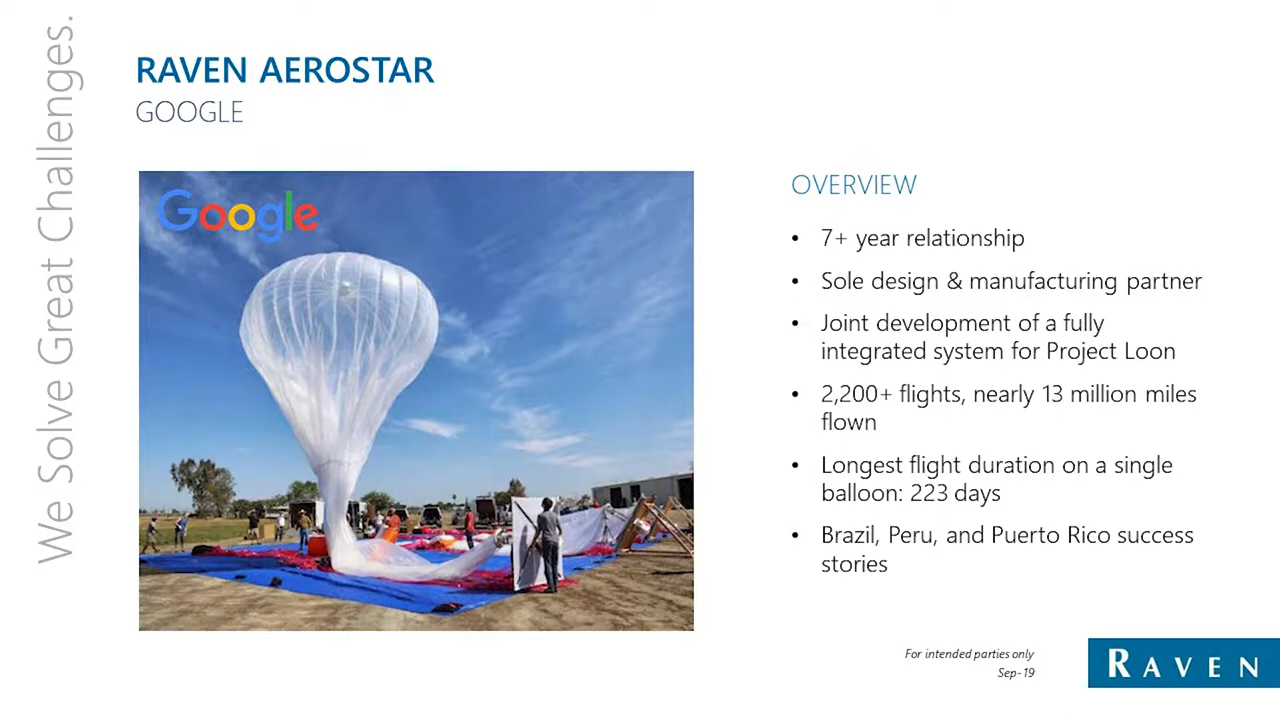 We Solve Great Challenges.
RAVEN AEROSTAR
GOOGLE
Google
OVERVIEW
• 7+ year relationship
• Sole design & manufacturing partner
• Joint development of a fully
integrated system for Project Loon
• 2,200+ flights, nearly 13 million miles
flown
• Longest flight duration on a single
balloon: 223 days
• Brazil, Peru, and Puerto Rico success
stories
For intended parties only
Sep-19
RAVEN